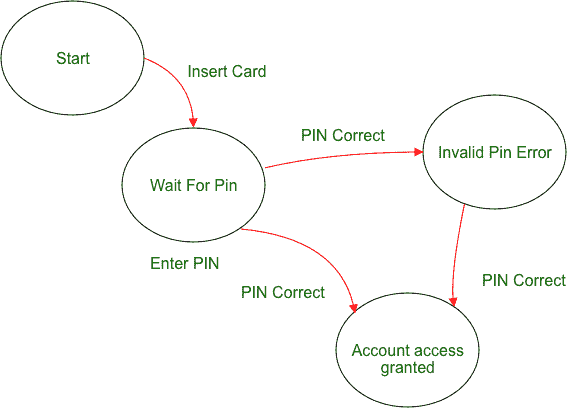 Start
Insert Card
PIN Correct
Invalid Pin Error
Wait For Pin
Enter PIN
PIN Correct
PIN Correct
Account access
granted